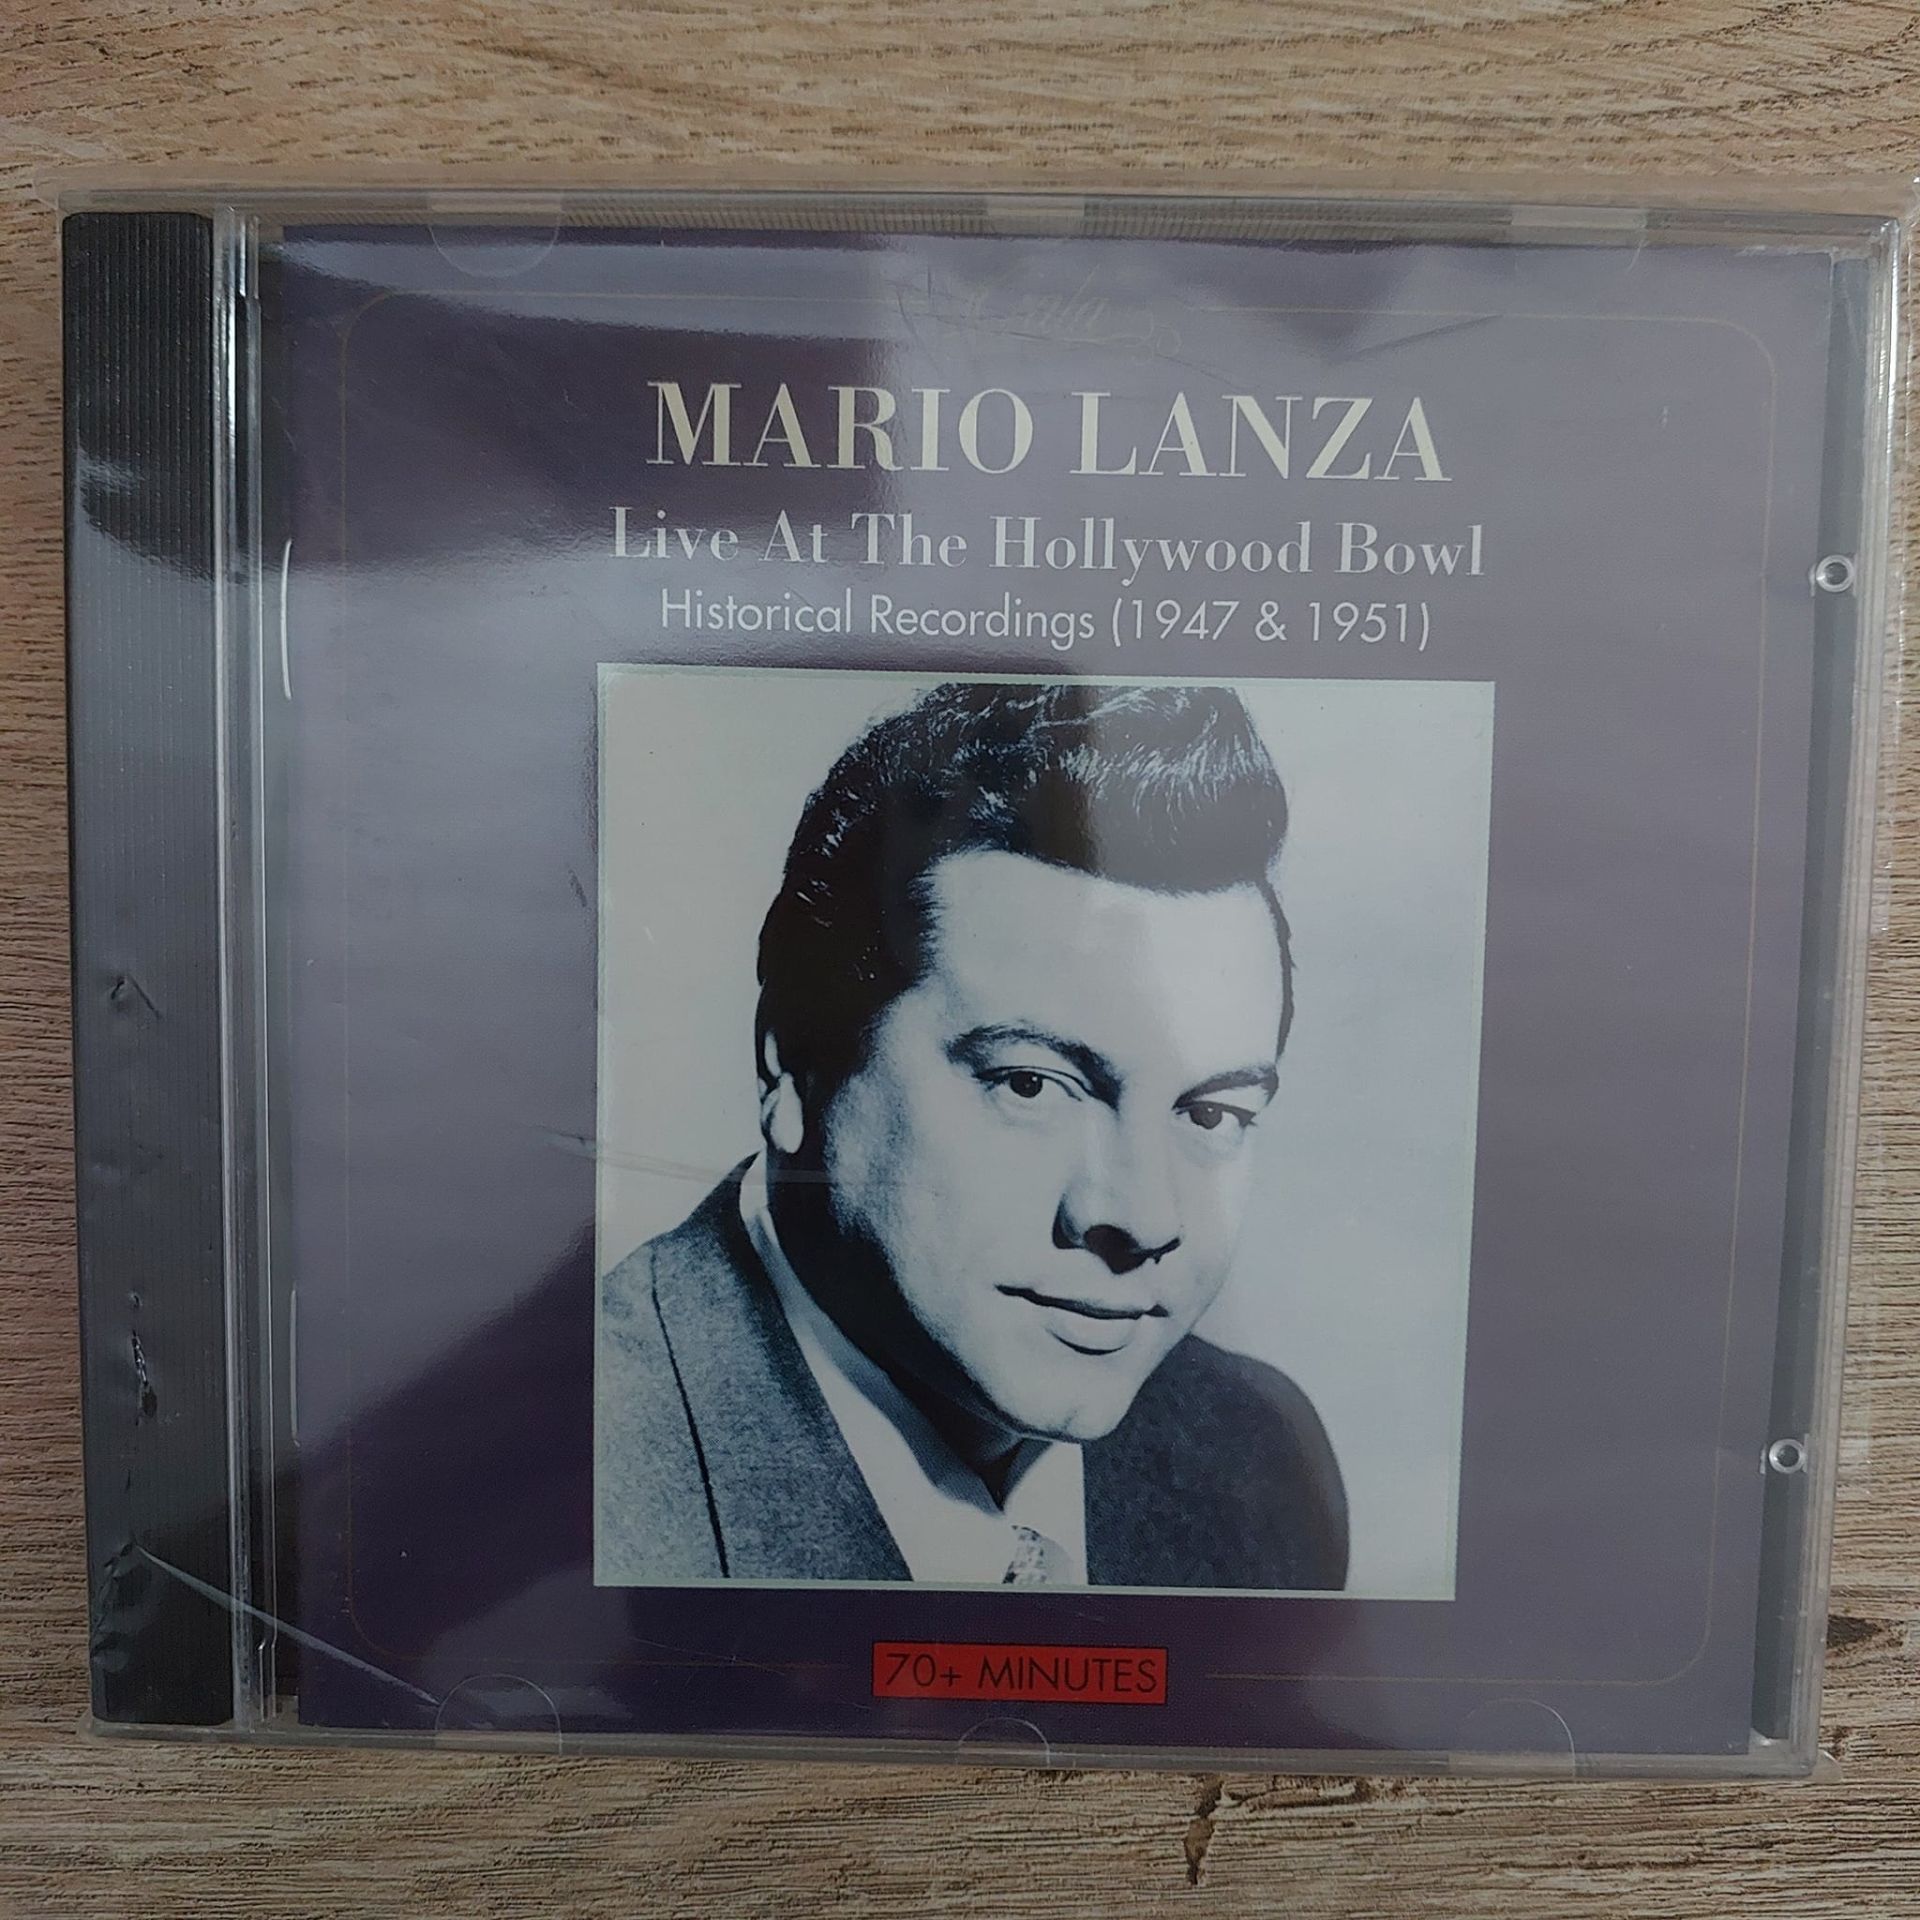 MARIO LANZA
Live At The Hollywood Bowl
Historical Recordings (1947 & 1951)
70+ MINUTES